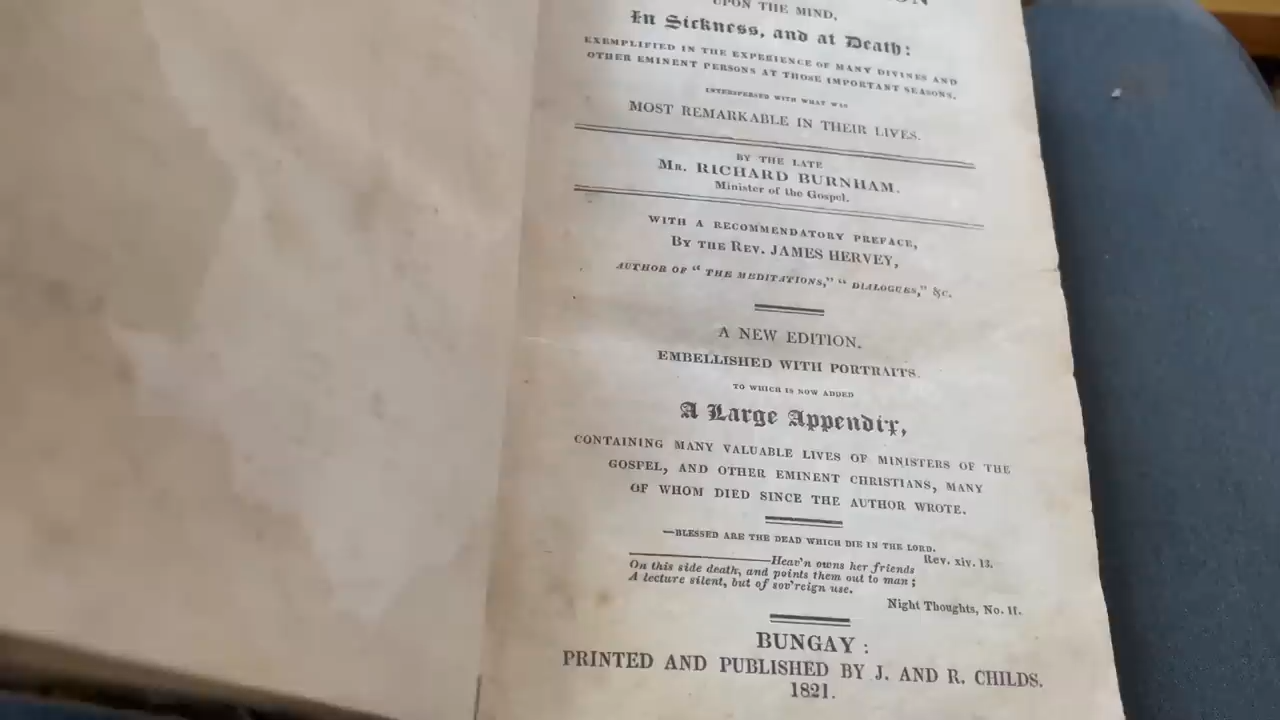 UPON THE MIND,
In Sickness, and at Death:
EXEMPLIFIED IN THE EXPERIENCE OF MANY DIVINES AND
OTHER EMINENT PERSONS AT THOSE IMPORTANT SEASONS.
INTERSPERSED WITH WHAT WAS
MOST REMARKABLE IN THEIR LIVES.
BY THE LATE
MR. RICHARD BURNHAM.
Minister of the Gospel.
WITH A RECOMMENDATORY PREFACE,
BY THE REV. JAMES HERVEY,
AUTHOR OF “ THE MEDITATIONS,” “ DIALOGUES,” &C.
A NEW EDITION.
EMBELLISHED WITH PORTRAITS.
TO WHICH IS NOW ADDED
A Large Appendix,
CONTAINING MANY VALUABLE LIVES OF MINISTERS OF THE
GOSPEL, AND OTHER EMINENT CHRISTIANS, MANY
OF WHOM DIED SINCE THE AUTHOR WROTE.
—BLESSED ARE THE DEAD WHICH DIE IN THE LORD.
Rev. xiv. 13.
———Heav'n owns her friends
On this side death, and points them out to man ;
A lecture silent, but of sov'reign use.
Night Thoughts, No. II.
BUNGAY :
PRINTED AND PUBLISHED BY J. AND R. CHILDS.
1821.